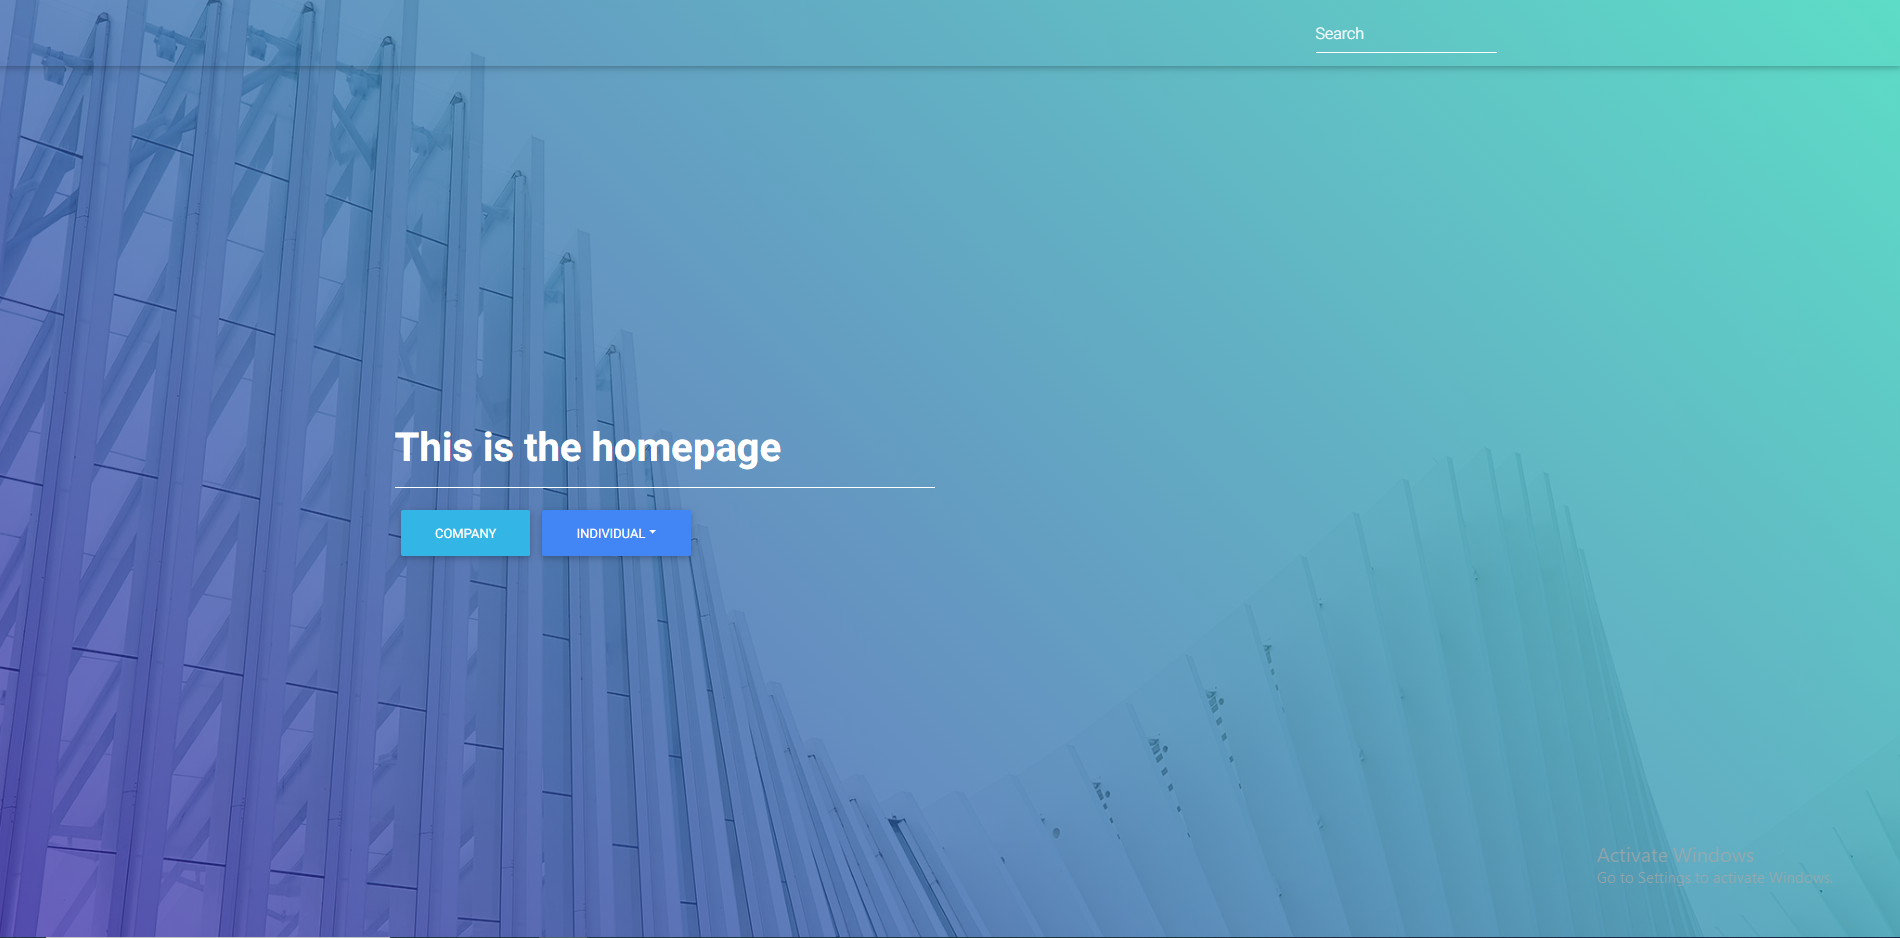 Search
This is the homepage
COMPANY
INDIVIDUAL
Activate Windows
Go to Settings to activate Windows.